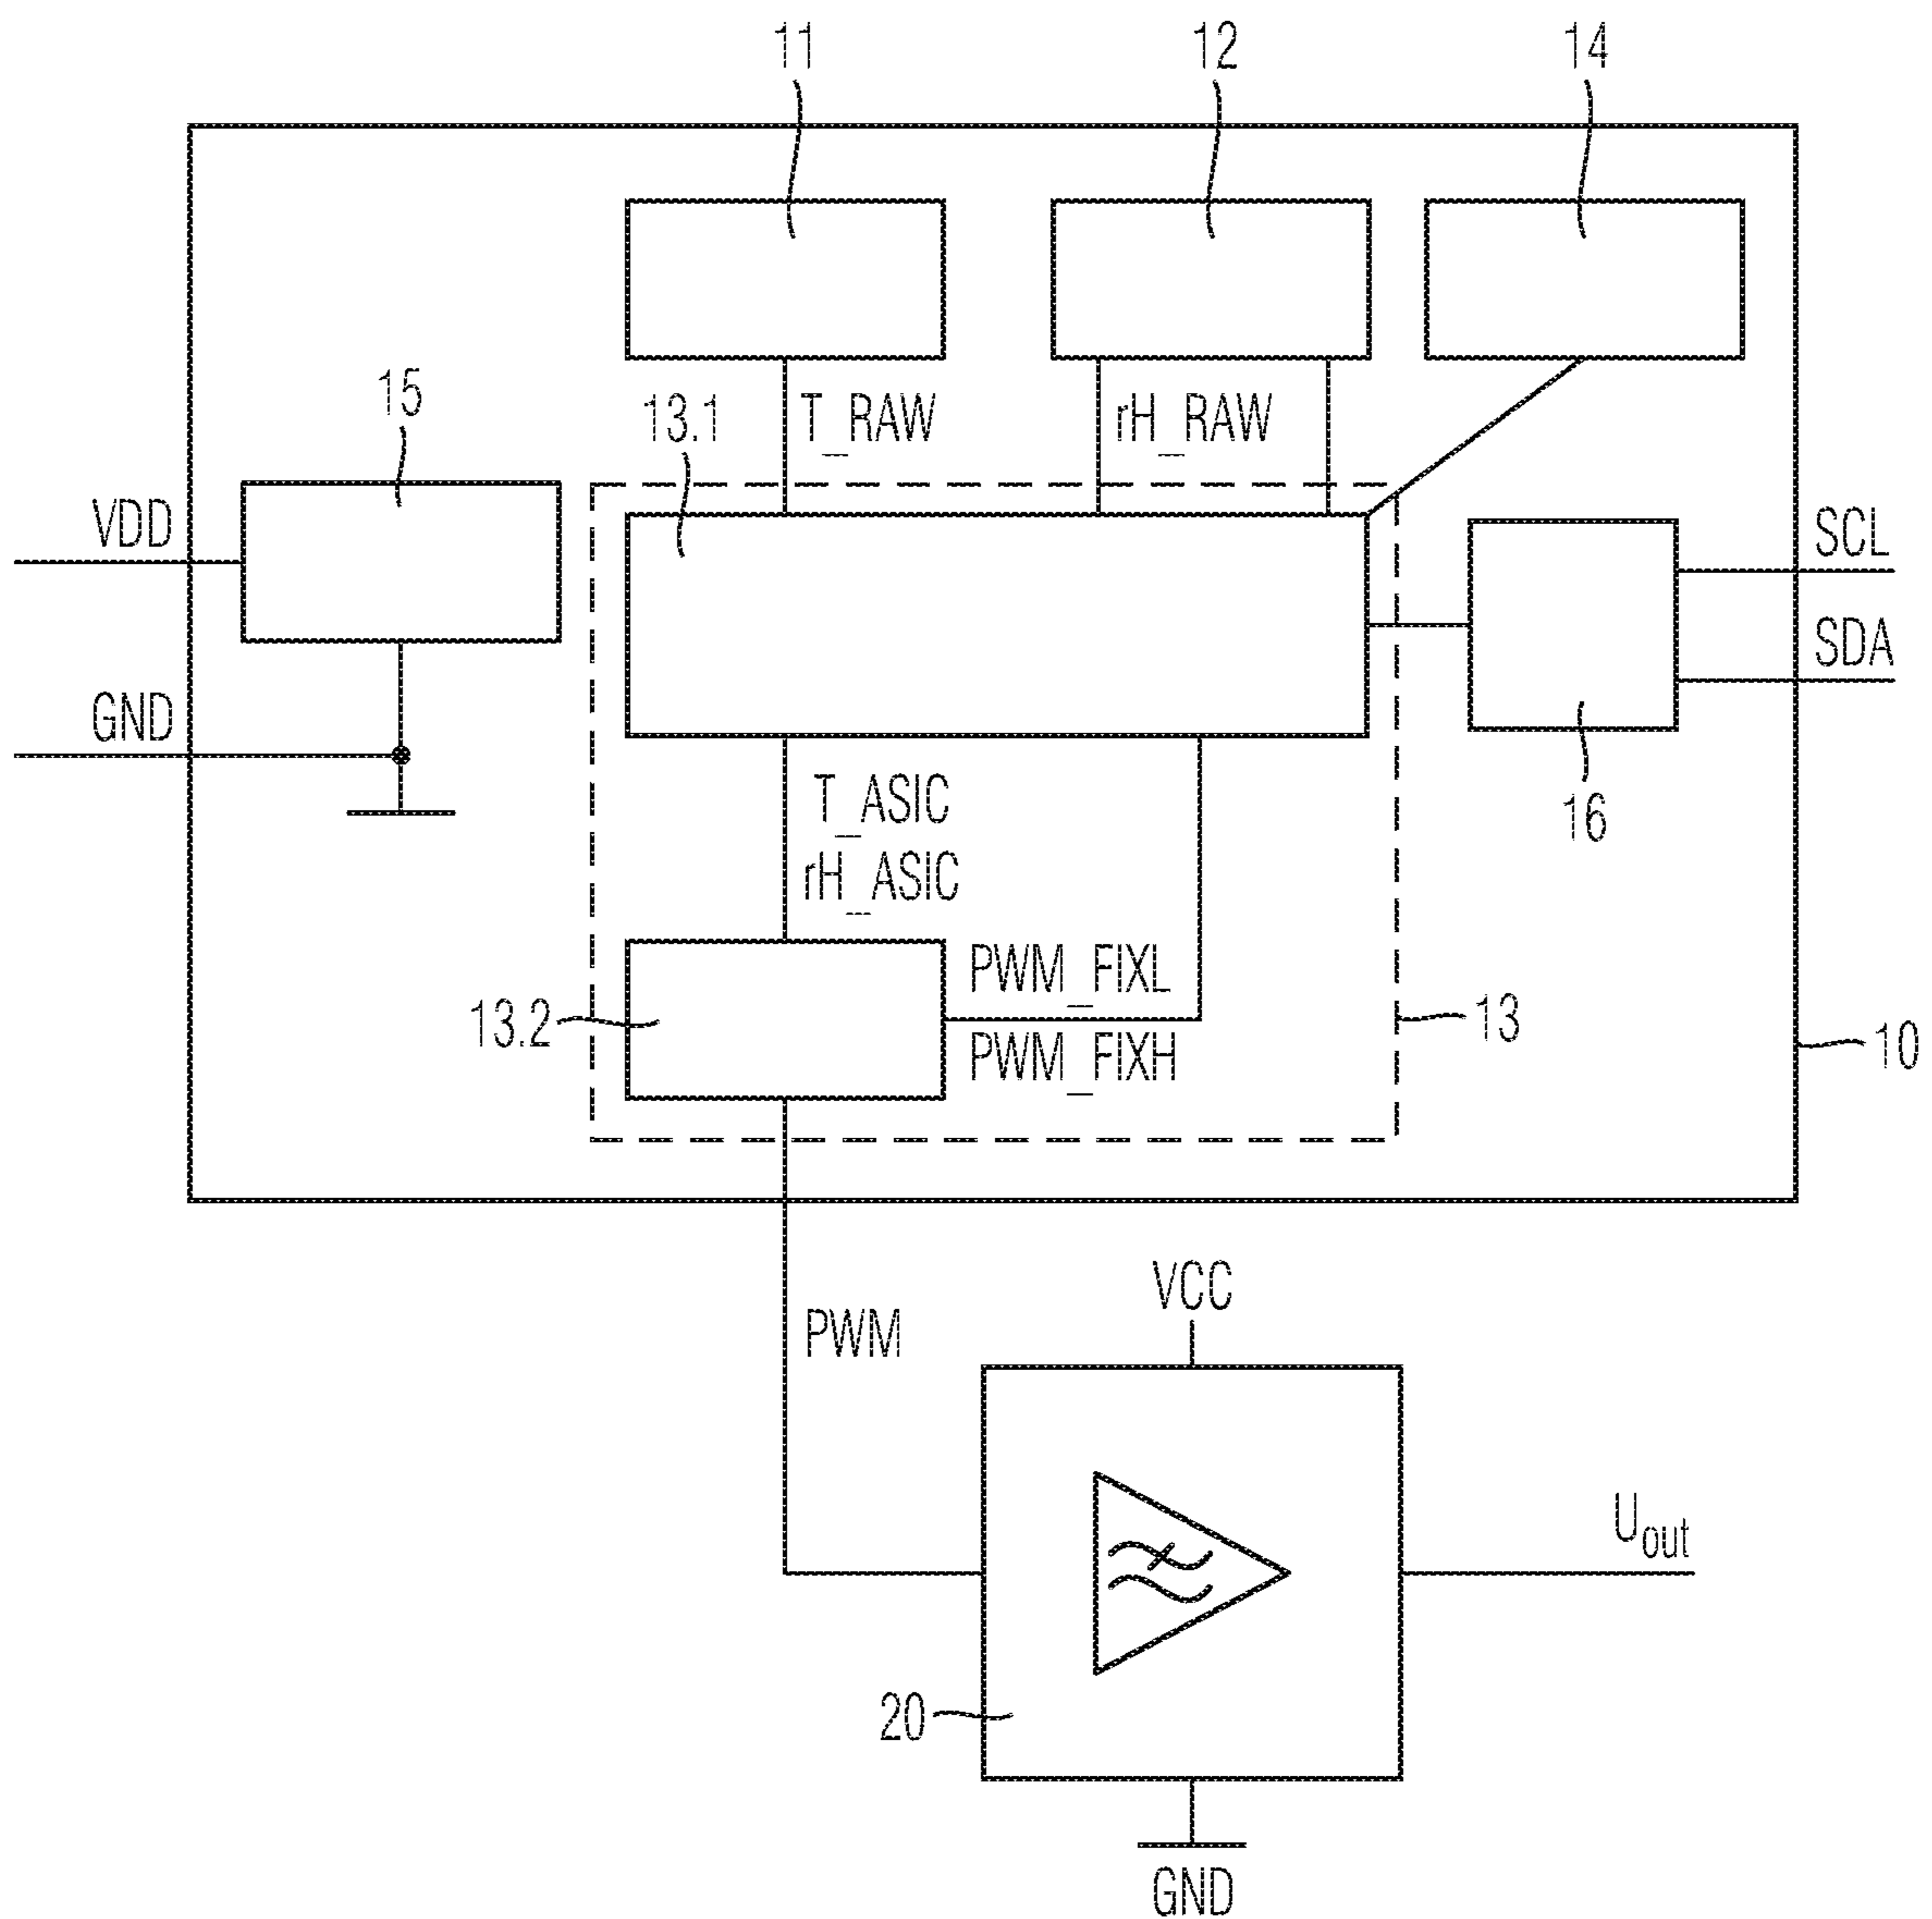 11
12
14
15
13.1
T_RAW
rH_RAW
VDD
SCL
SDA
GND
16
T_ASIC
rH_ASIC
PWM_FIXL
13.2
13
10
PWM_FIXH
VCC
PWM
Uout
20
GND